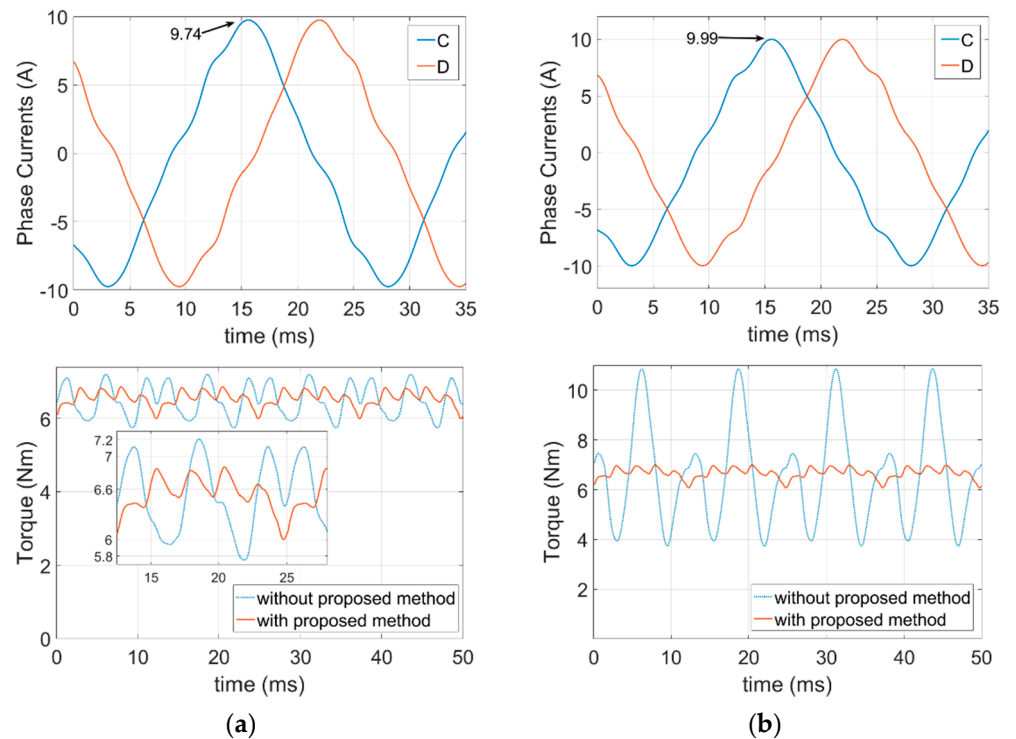 10
5
0
-5
-10
Phase Currents (A)
9.74
C
D
0 5 10 15 20 25 30 35
time (ms)
10
5
0
-5
-10
Phase Currents (A)
9.99
C
D
0 5 10 15 20 25 30 35
time (ms)
6
4
2
0
Torque (Nm)
7.2
7
6.6
6
5.8
15 20 25
without proposed method
with proposed method
0 10 20 30 40 50
time (ms)
10
8
6
4
2
Torque (Nm)
without proposed method
with proposed method
0 10 20 30 40 50
time (ms)
(a) (b)